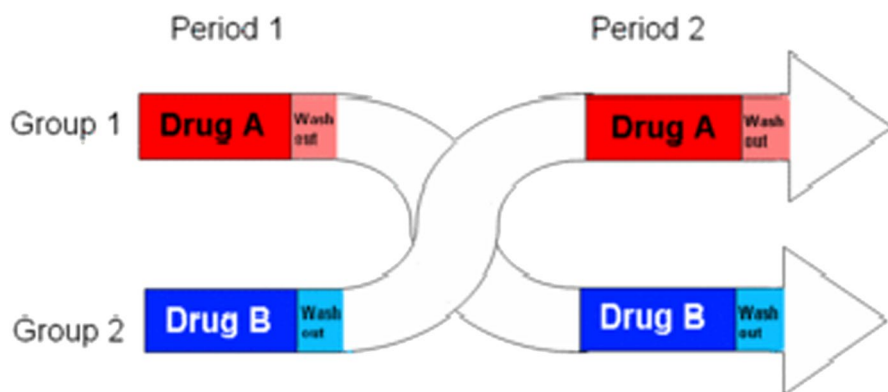 Period 1
Period 2
Group 1
Drug A
Wash
out
Drug A
Wash
out
Group 2
Drug B
Wash
out
Drug B
Wash
out